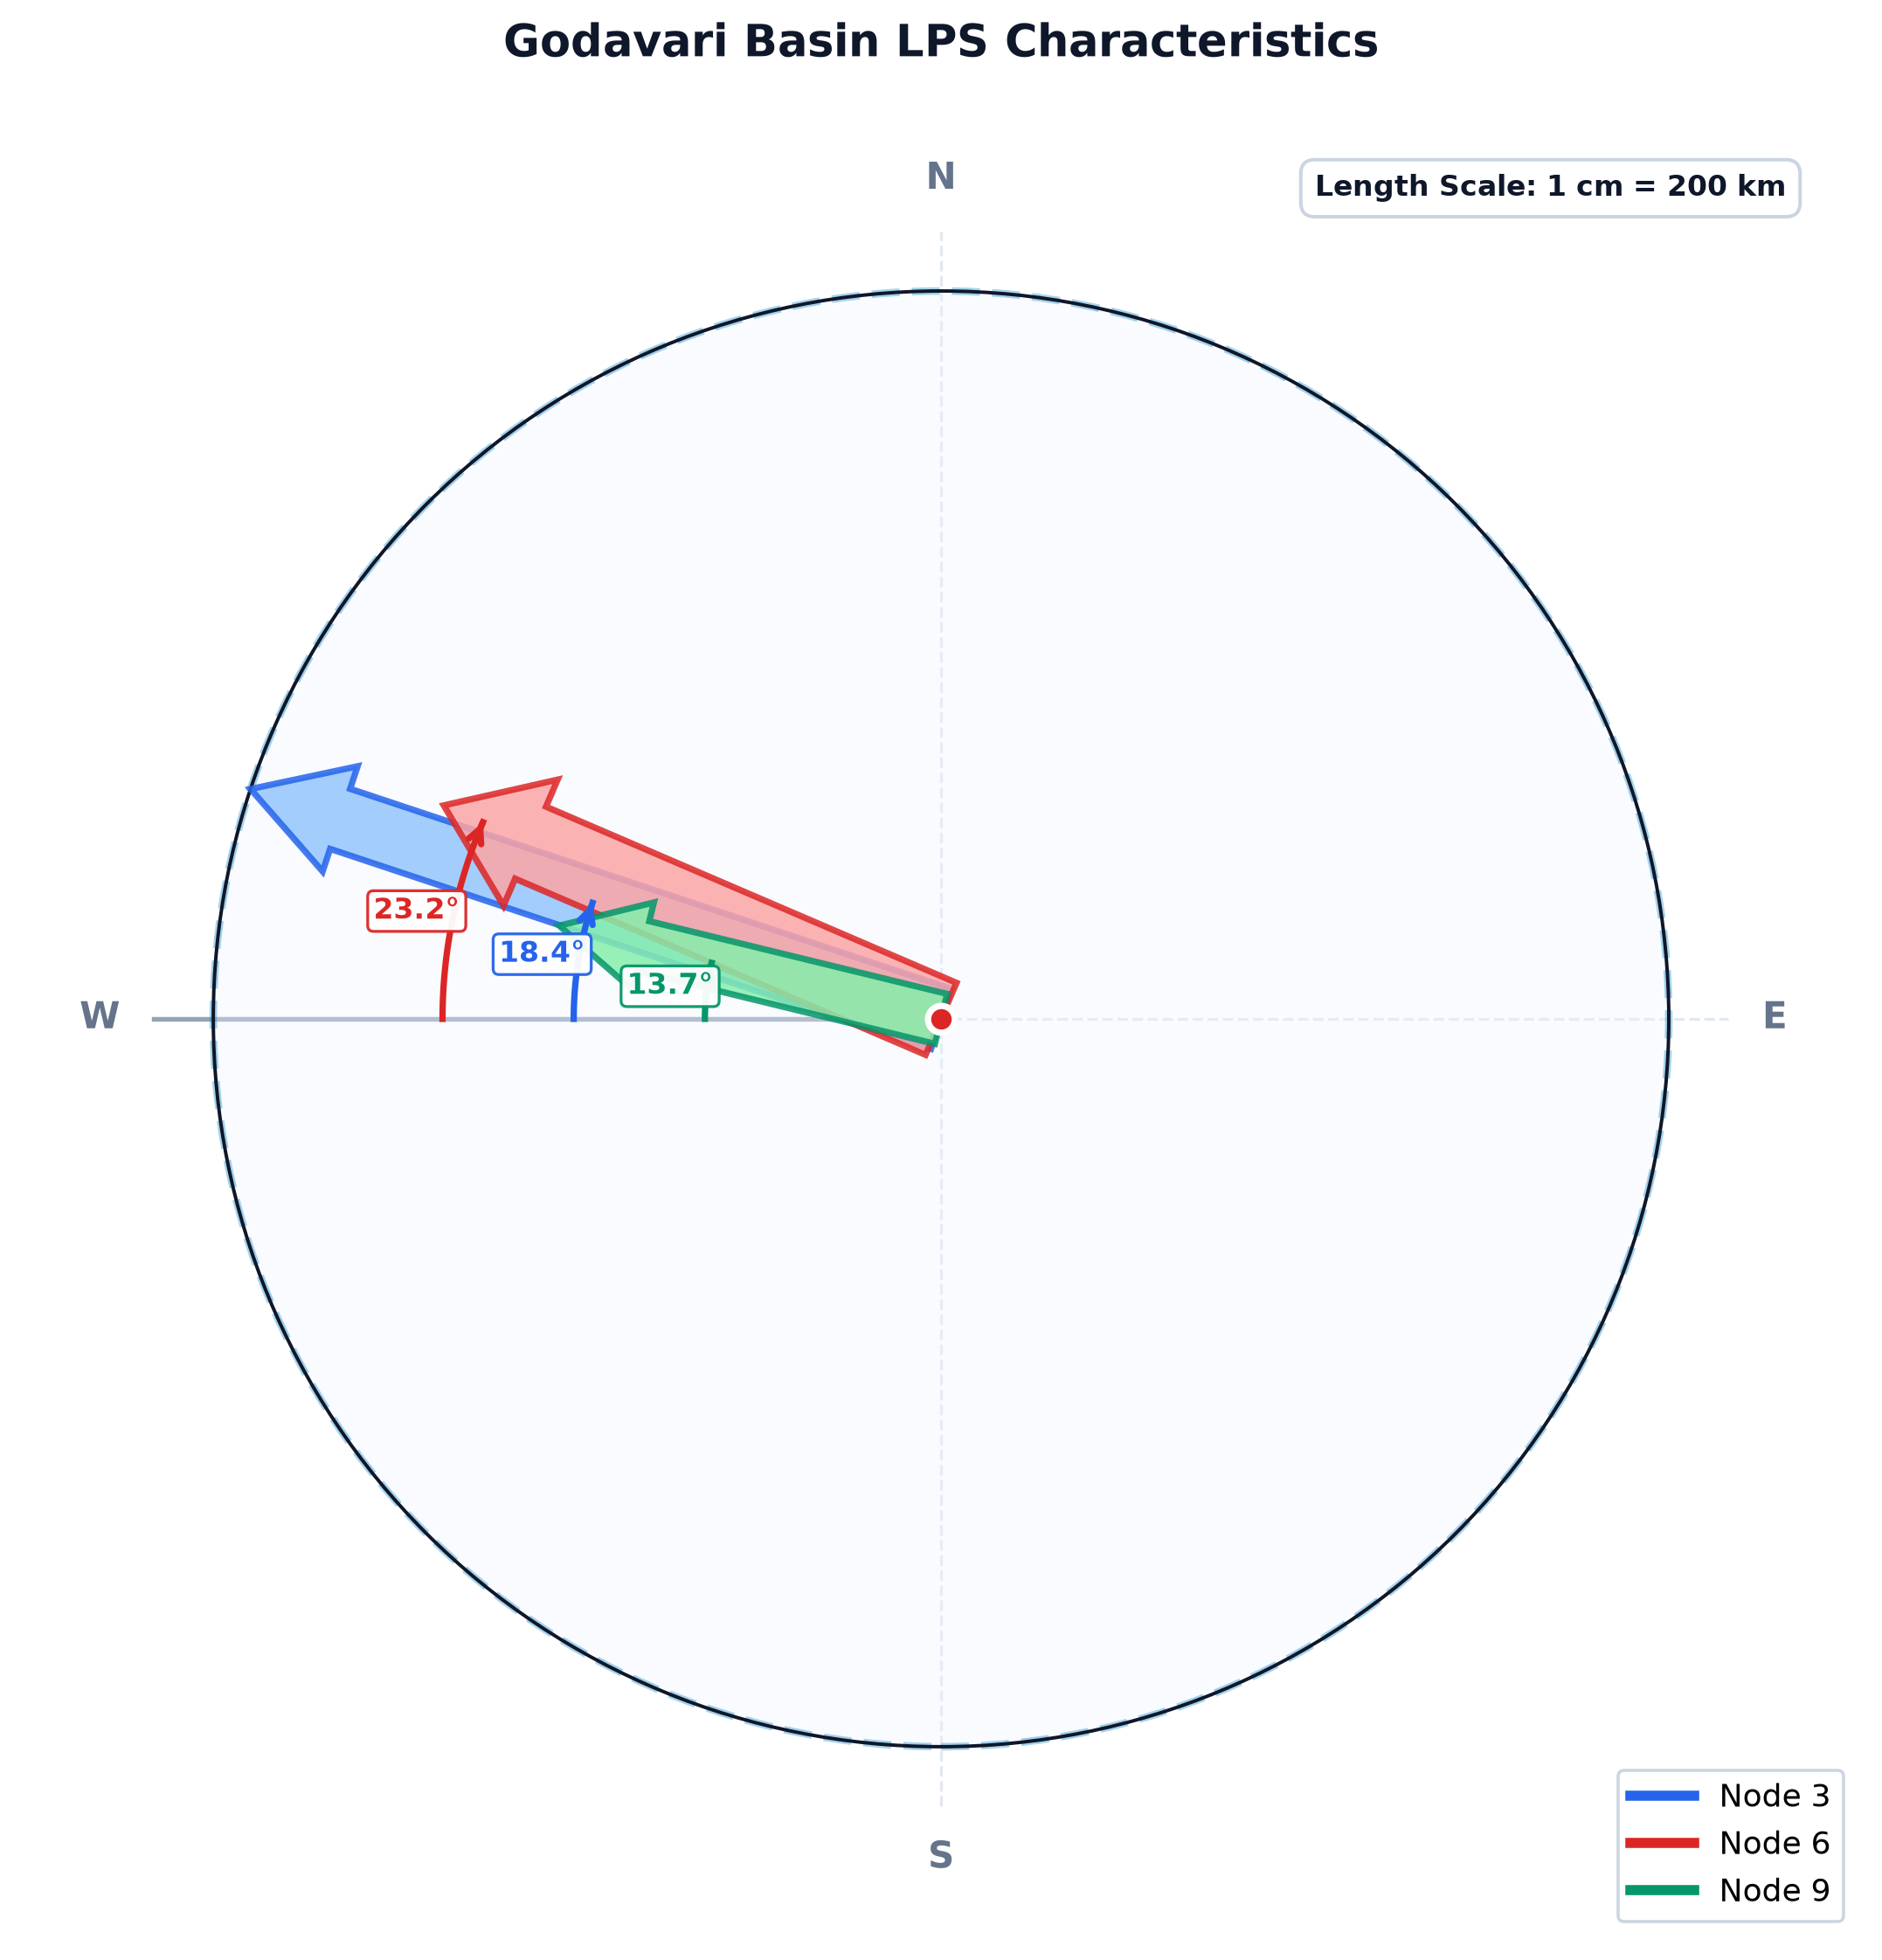 Godavari Basin LPS Characteristics
N
Length Scale: 1 cm = 200 km
23.2°
18.4°
13.7°
W
E
S
Node 3
Node 6
Node 9